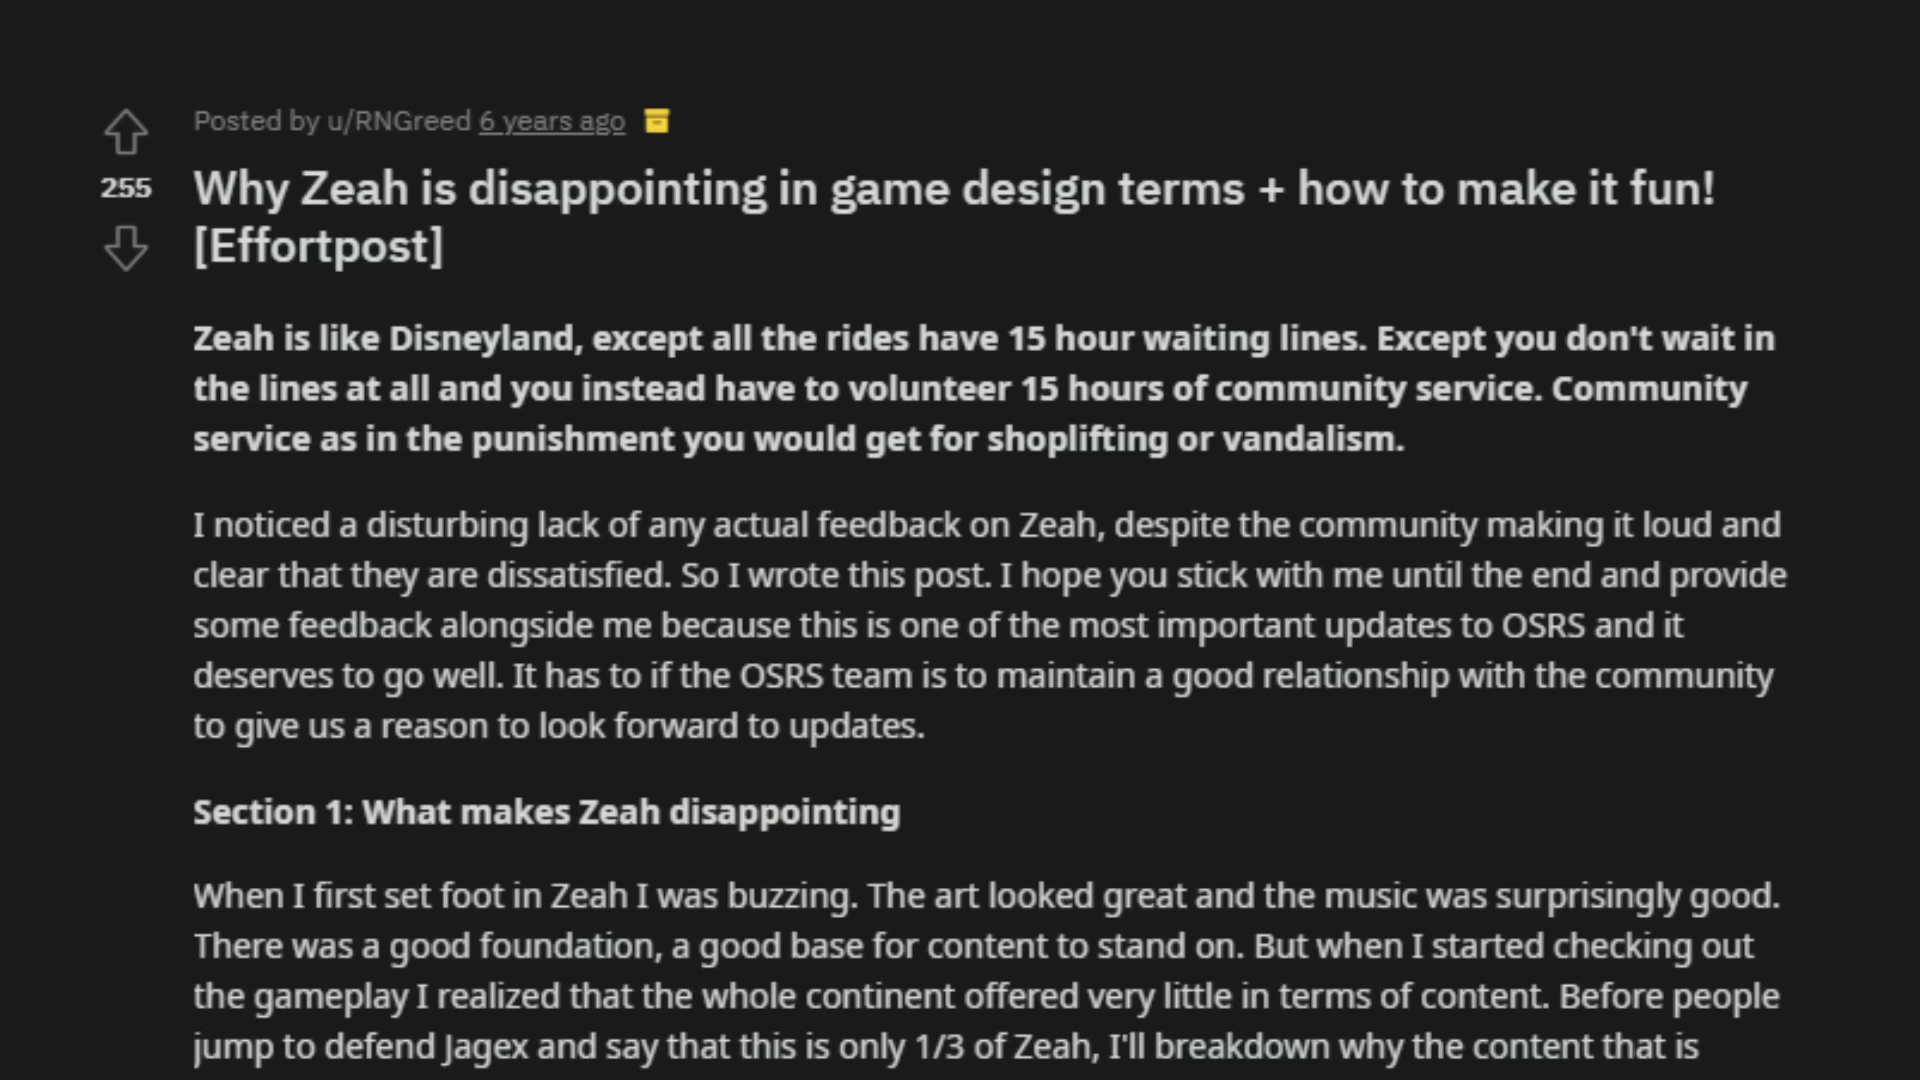 Posted by u/RNGreed 6 years ago
255
Why Zeah is disappointing in game design terms + how to make it fun!
[Effortpost]
Zeah is like Disneyland, except all the rides have 15 hour waiting lines. Except you don't wait in
the lines at all and you instead have to volunteer 15 hours of community service. Community
service as in the punishment you would get for shoplifting or vandalism.
I noticed a disturbing lack of any actual feedback on Zeah, despite the community making it loud and
clear that they are dissatisfied. So I wrote this post. I hope you stick with me until the end and provide
some feedback alongside me because this is one of the most important updates to OSRS and it
deserves to go well. It has to if the OSRS team is to maintain a good relationship with the community
to give us a reason to look forward to updates.
Section 1: What makes Zeah disappointing
When I first set foot in Zeah I was buzzing. The art looked great and the music was surprisingly good.
There was a good foundation, a good base for content to stand on. But when I started checking out
the gameplay I realized that the whole continent offered very little in terms of content. Before people
jump to defend Jagex and say that this is only 1/3 of Zeah, I'll breakdown why the content that is